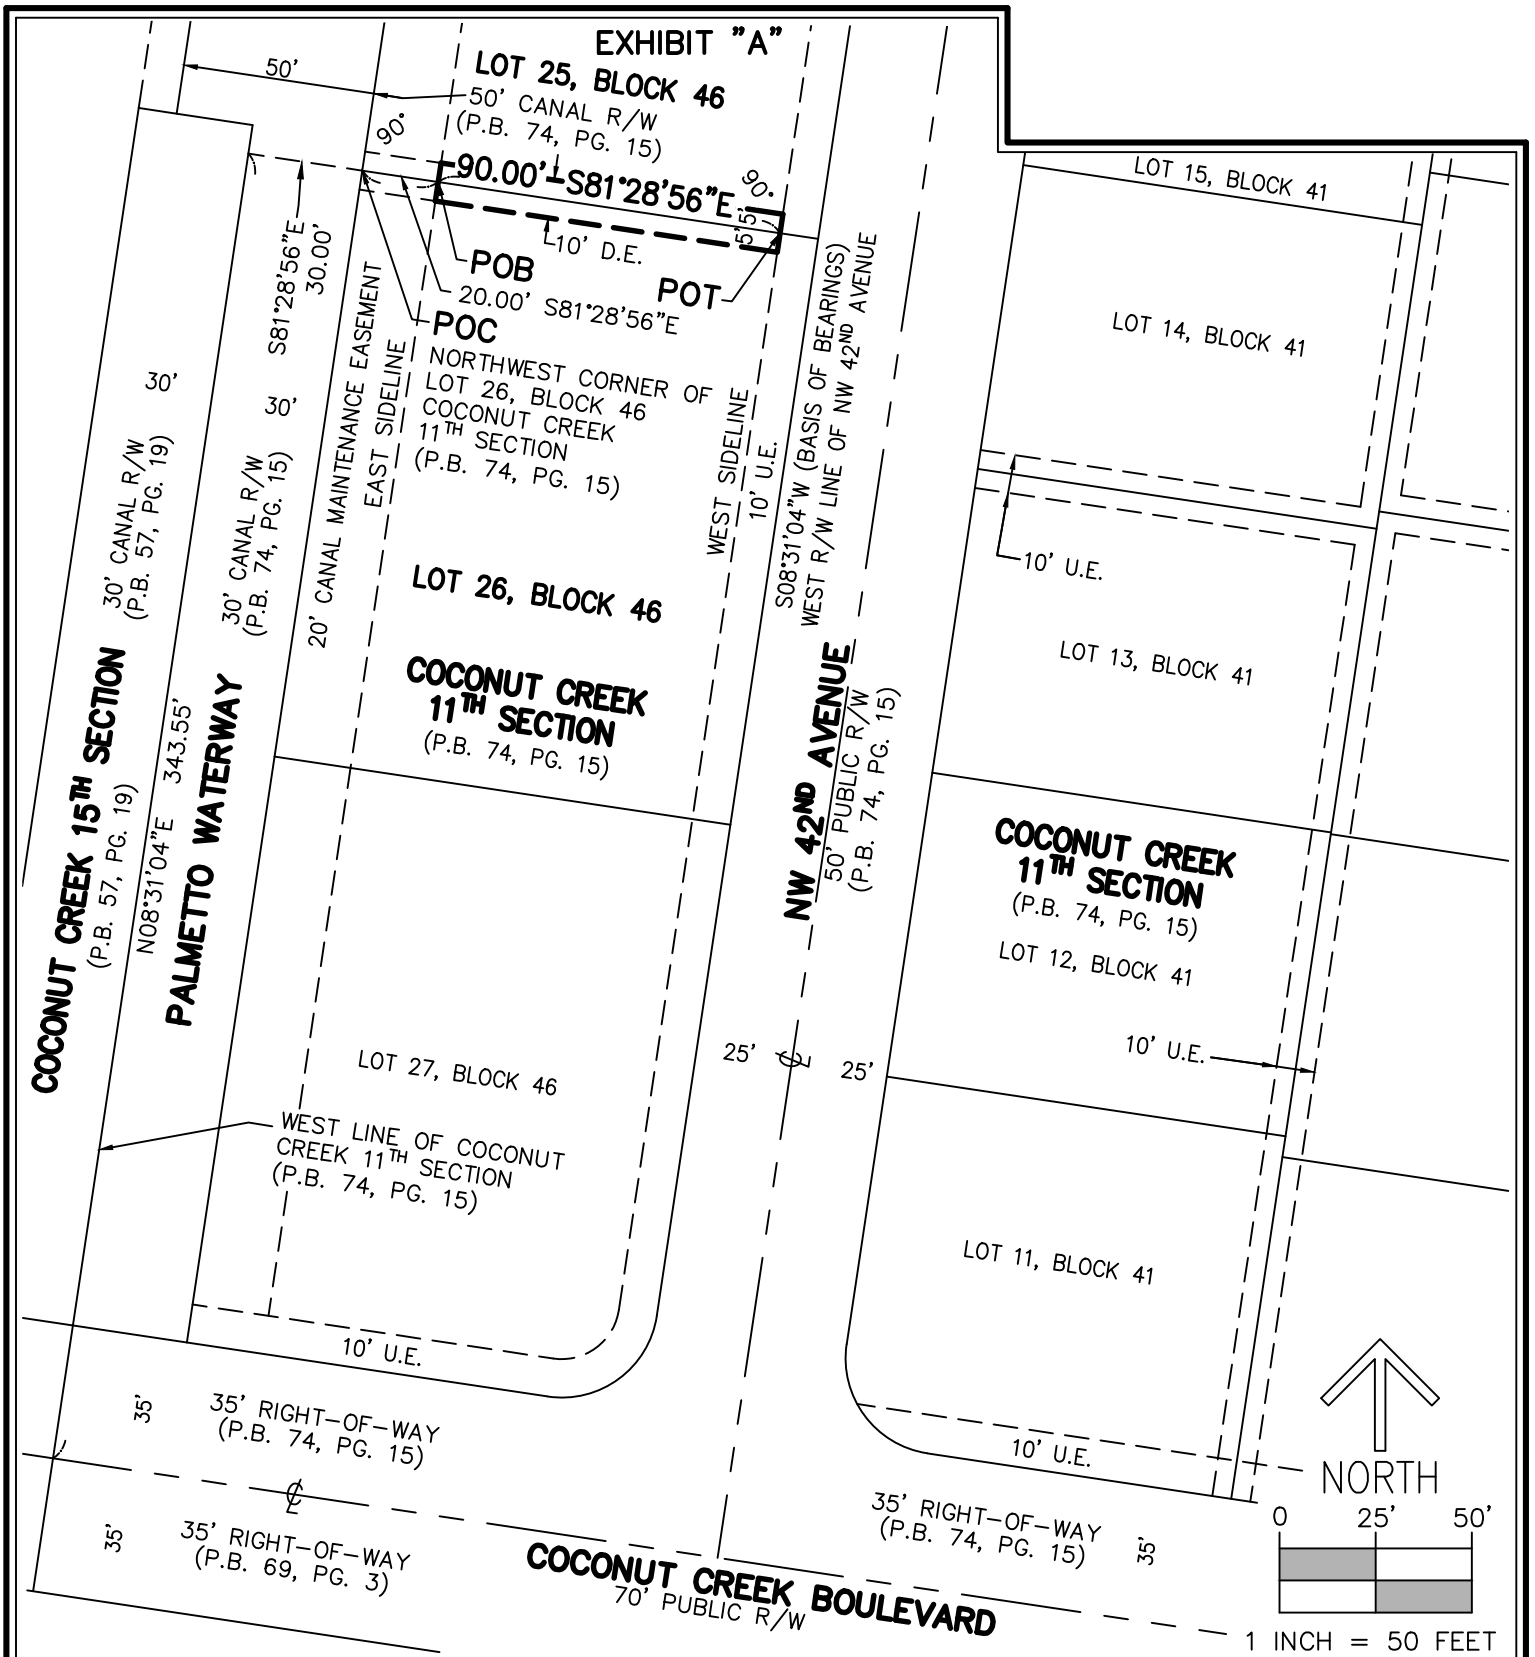 EXHIBIT "A"
50'
LOT 25, BLOCK 46
50' CANAL R/W
(P.B. 74, PG. 15)
90°
90.00' S81°28'56"E
90°
5'
5'
10' D.E.
S81°28'56"E
30.00'
POB
20.00' S81°28'56"E
POT
POC
NORTHWEST CORNER OF
LOT 26, BLOCK 46
COCONUT CREEK
11TH SECTION
(P.B. 74, PG. 15)
30'
30'
30' CANAL R/W
(P.B. 57, PG. 19)
30' CANAL R/W
(P.B. 74, PG. 15)
20' CANAL MAINTENANCE EASEMENT
EAST SIDELINE
WEST SIDELINE
10' U.E.
S08°31'04"W (BASIS OF BEARINGS)
WEST R/W LINE OF NW 42ND AVENUE
LOT 15, BLOCK 41
LOT 14, BLOCK 41
10' U.E.
LOT 13, BLOCK 41
LOT 26, BLOCK 46
COCONUT CREEK
11TH SECTION
(P.B. 74, PG. 15)
COCONUT CREEK 15TH SECTION
(P.B. 57, PG. 19)
N08°31'04"E 343.55'
PALMETTO WATERWAY
NW 42ND AVENUE
50' PUBLIC R/W
(P.B. 74, PG. 15)
COCONUT CREEK
11TH SECTION
(P.B. 74, PG. 15)
LOT 12, BLOCK 41
10' U.E.
25'
℄
25'
LOT 27, BLOCK 46
WEST LINE OF COCONUT
CREEK 11TH SECTION
(P.B. 74, PG. 15)
LOT 11, BLOCK 41
10' U.E.
10' U.E.
35'
35' RIGHT-OF-WAY
(P.B. 74, PG. 15)
℄
35'
35' RIGHT-OF-WAY
(P.B. 69, PG. 3)
35' RIGHT-OF-WAY
(P.B. 74, PG. 15)
35'
COCONUT CREEK BOULEVARD
70' PUBLIC R/W
NORTH
0 25' 50'
1 INCH = 50 FEET